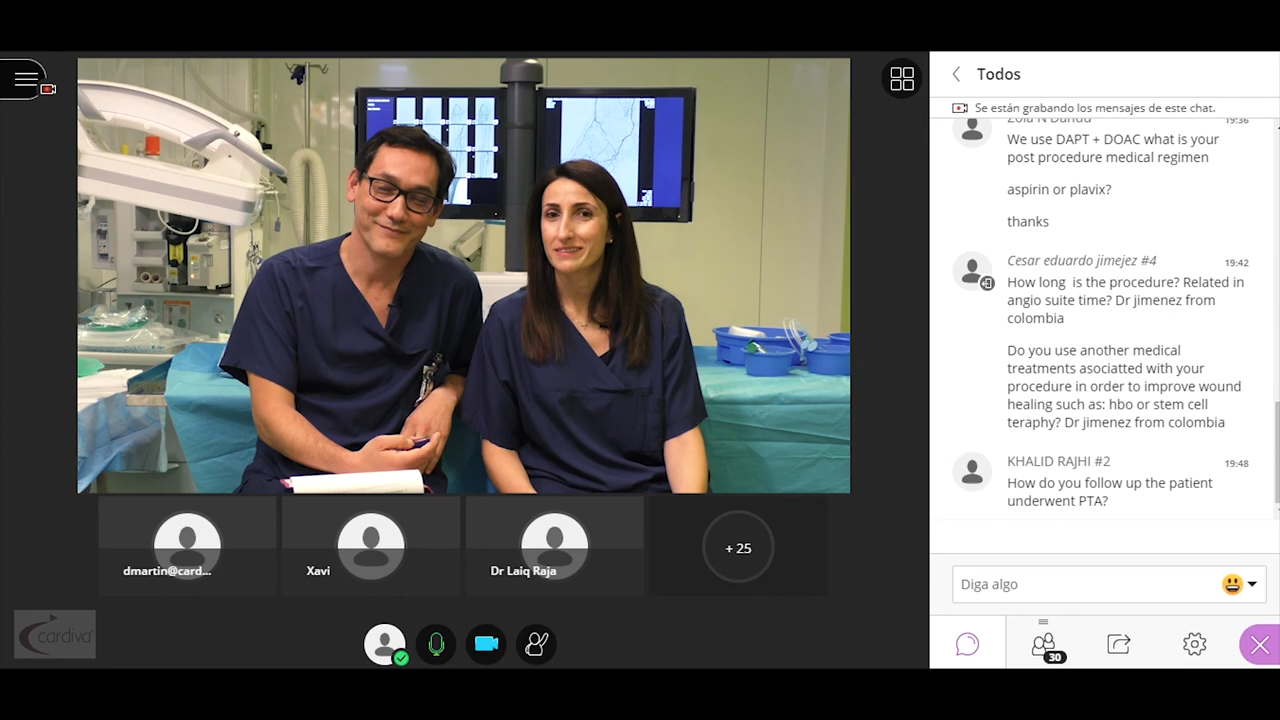 Todos
Se están grabando los mensajes de este chat.
19:36
We use DAPT + DOAC what is your
post procedure medical regimen
aspirin or plavix?
thanks
Cesar eduardo jimejez #4
19:42
How long is the procedure? Related in
angio suite time? Dr jimenez from
colombia
Do you use another medical
treatments asociatted with your
procedure in order to improve wound
healing such as: hbo or stem cell
teraphy? Dr jimenez from colombia
KHALID RAJHI #2
19:48
How do you follow up the patient
underwent PTA?
dmartin@card...
Xavi
Dr Laiq Raja
+ 25
Diga algo
cardiva
30